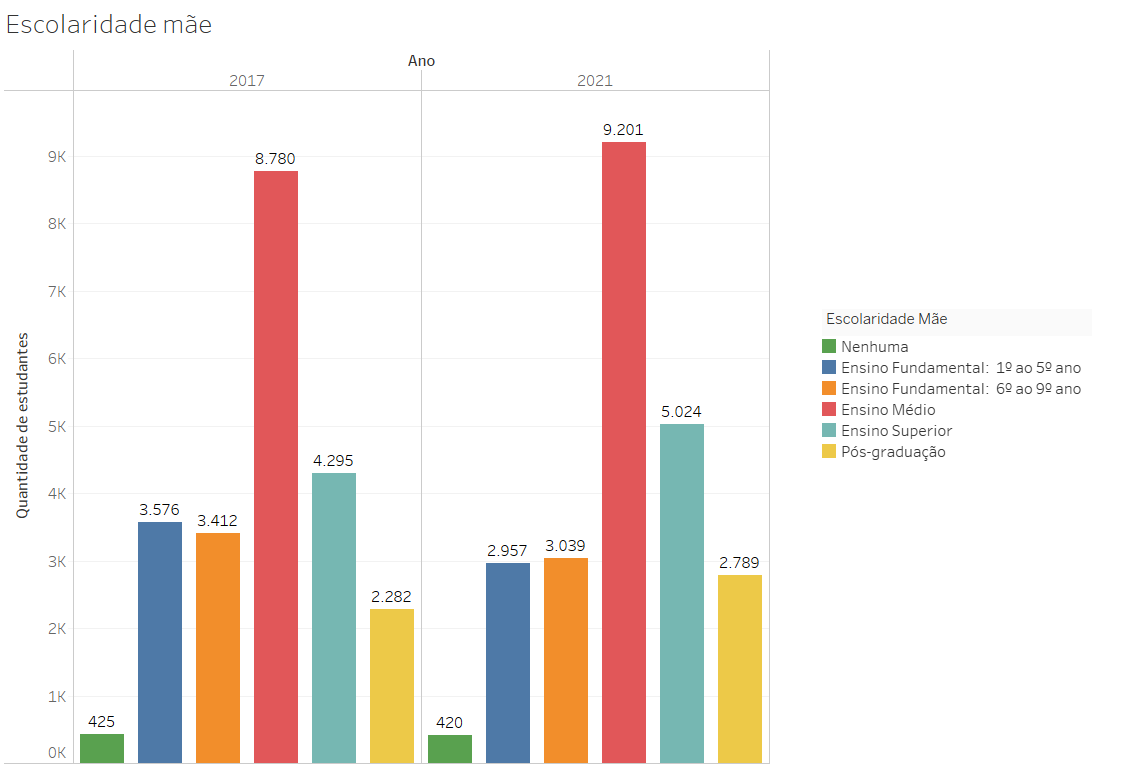 Escolaridade mãe
Ano
2017
2021
Quantidade de estudantes
9K
8K
7K
6K
5K
4K
3K
2K
1K
0K
425
3.576
3.412
8.780
4.295
2.282
420
2.957
3.039
9.201
5.024
2.789
Escolaridade Mãe
Nenhuma
Ensino Fundamental: 1º ao 5º ano
Ensino Fundamental: 6º ao 9º ano
Ensino Médio
Ensino Superior
Pós-graduação